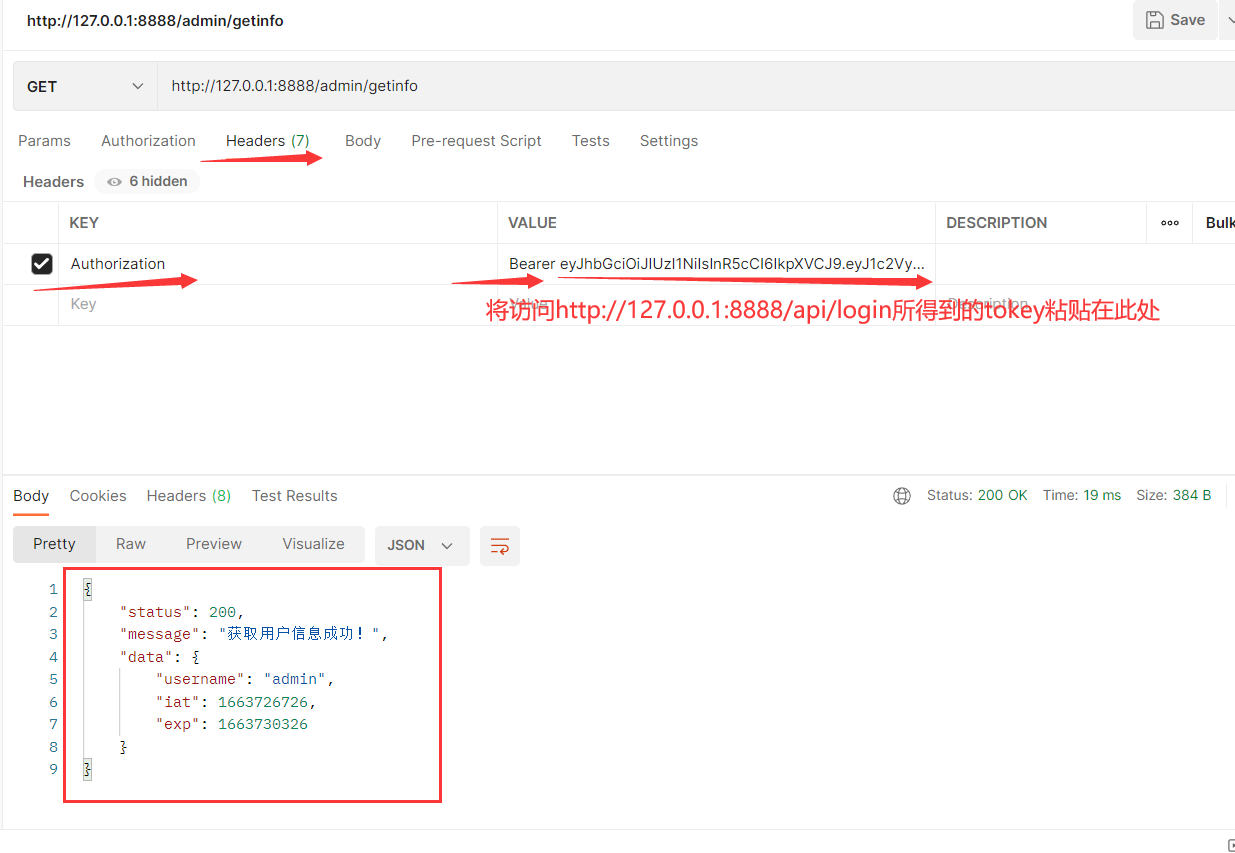 http://127.0.0.1:8888/admin/getinfo
Save
GET
http://127.0.0.1:8888/admin/getinfo
Params Authorization Headers (7) Body Pre-request Script Tests Settings
Headers 6 hidden
KEY VALUE DESCRIPTION Bulk
Authorization Bearer eyJhbGciOiJIUzI1NiIsInR5cCI6IkpXVCJ9.eyJ1c2Vy...
Key Value Description
将访问http://127.0.0.1:8888/api/login所得到的tokey粘贴在此处
Body Cookies Headers (8) Test Results Status: 200 OK Time: 19 ms Size: 384 B
Pretty Raw Preview Visualize JSON
1 {
2 "status": 200,
3 "message": "获取用户信息成功！",
4 "data": {
5 "username": "admin",
6 "iat": 1663726726,
7 "exp": 1663730326
8 }
9 }